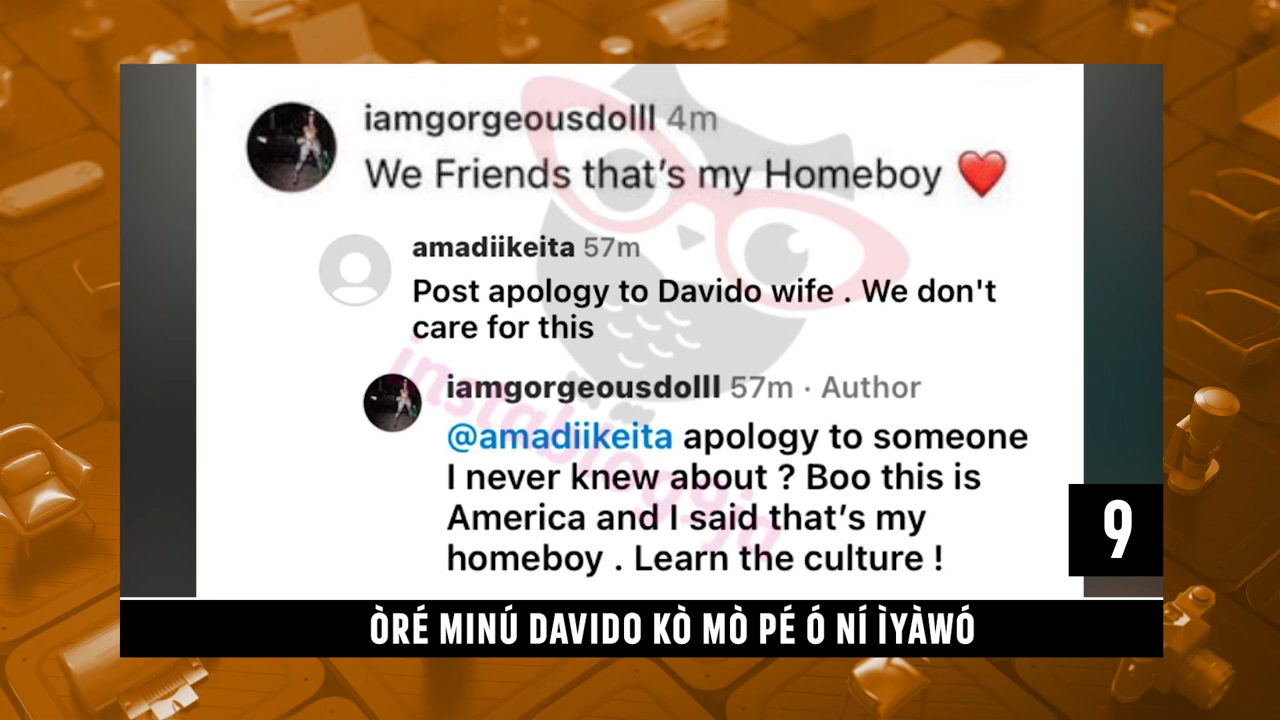 iamgorgeousdolll 4m
We Friends that’s my Homeboy ❤️
amadiikeita 57m
Post apology to Davido wife . We don't
care for this
iamgorgeousdolll 57m · Author
@amadiikeita apology to someone
I never knew about ? Boo this is
America and I said that’s my
homeboy . Learn the culture !
instablog9ja
9
ÒRÉ MINÚ DAVIDO KÒ MÒ PÉ Ó NÍ ÌYÀWÓ